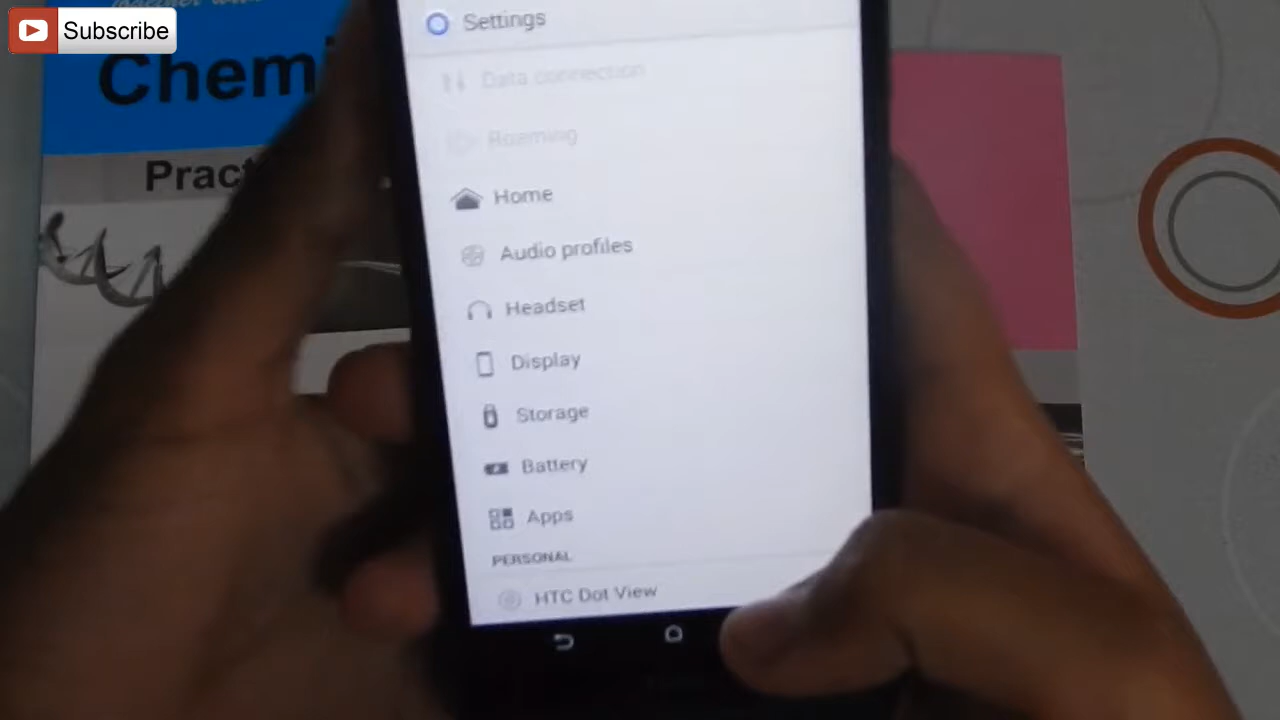 Subscribe
Chemi
Pract
Settings
Data connection
Roaming
Home
Audio profiles
Headset
Display
Storage
Battery
Apps
PERSONAL
HTC Dot View